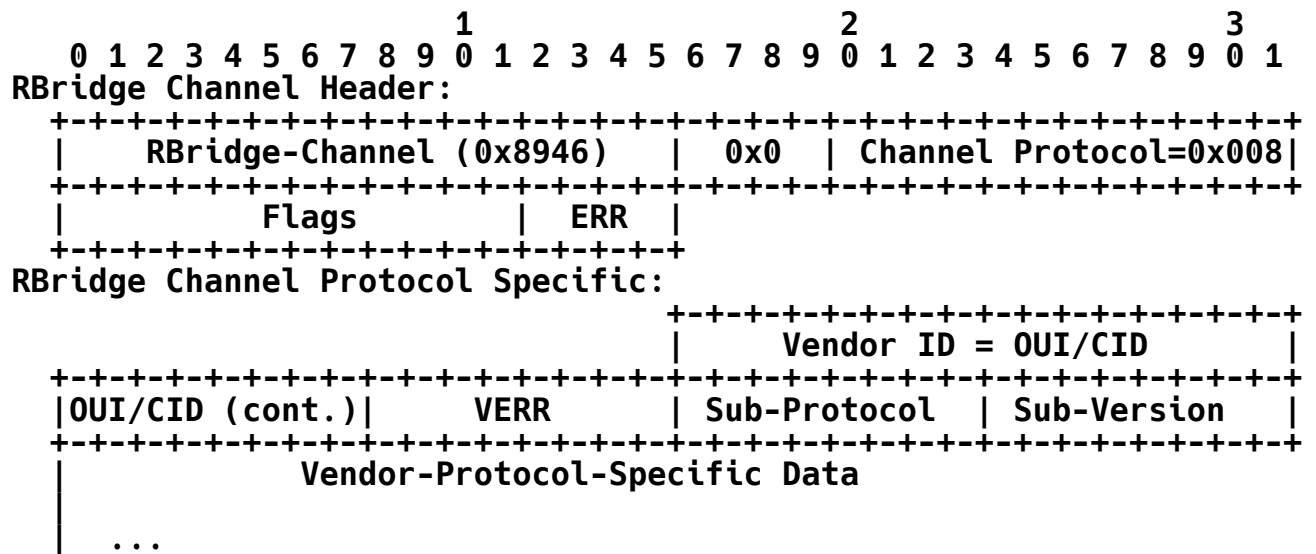 1                   2                   3
   0 1 2 3 4 5 6 7 8 9 0 1 2 3 4 5 6 7 8 9 0 1 2 3 4 5 6 7 8 9 0 1
RBridge Channel Header:
  +-+-+-+-+-+-+-+-+-+-+-+-+-+-+-+-+-+-+-+-+-+-+-+-+-+-+-+-+-+-+-+-+
  |    RBridge-Channel (0x8946)   |  0x0  | Channel Protocol=0x008|
  +-+-+-+-+-+-+-+-+-+-+-+-+-+-+-+-+-+-+-+-+-+-+-+-+-+-+-+-+-+-+-+-+
  |          Flags        |  ERR  |
  +-+-+-+-+-+-+-+-+-+-+-+-+-+-+-+-+
RBridge Channel Protocol Specific:
                                  +-+-+-+-+-+-+-+-+-+-+-+-+-+-+-+-+
                                  |     Vendor ID = OUI/CID       |
  +-+-+-+-+-+-+-+-+-+-+-+-+-+-+-+-+-+-+-+-+-+-+-+-+-+-+-+-+-+-+-+-+
  |OUI/CID (cont.)|     VERR      | Sub-Protocol  | Sub-Version   |
  +-+-+-+-+-+-+-+-+-+-+-+-+-+-+-+-+-+-+-+-+-+-+-+-+-+-+-+-+-+-+-+-+
  |            Vendor-Protocol-Specific Data
  |
  |  ...